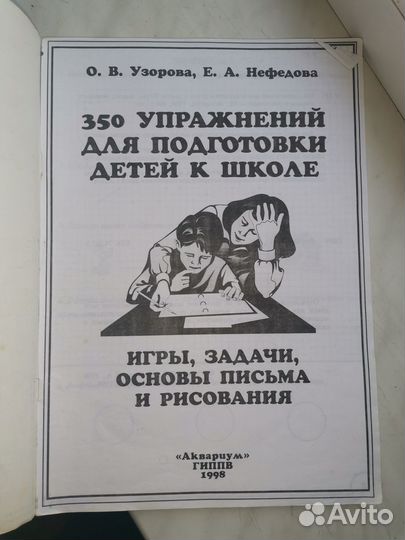 О. В. Узорова, Е. А. Нефедова
350 УПРАЖНЕНИЙ
ДЛЯ ПОДГОТОВКИ
ДЕТЕЙ К ШКОЛЕ
ИГРЫ, ЗАДАЧИ,
ОСНОВЫ ПИСЬМА
И РИСОВАНИЯ
«Аквариум»
ГИППВ
1998
Avito